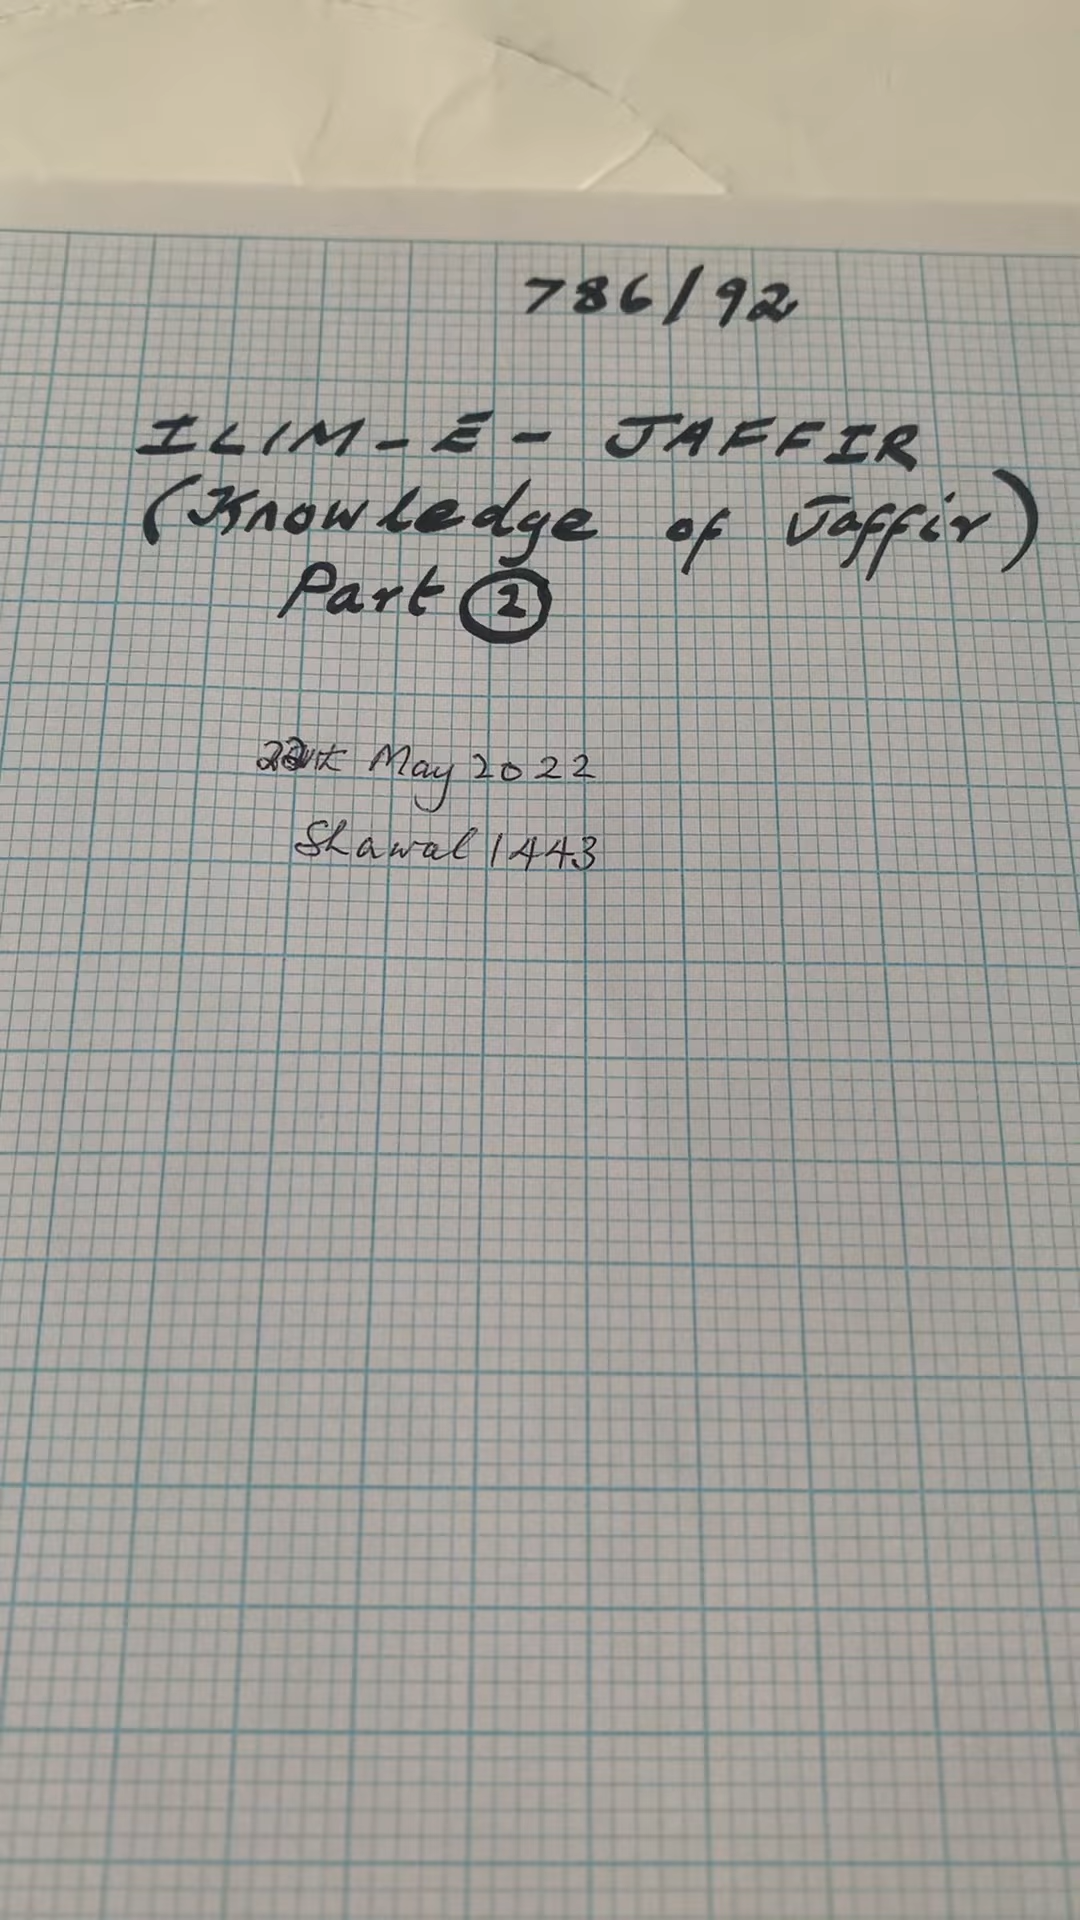 786/92
ILIM-E-JAFFIR
(Knowledge of Jaffir)
Part 2
May 2022
Shawal 1443